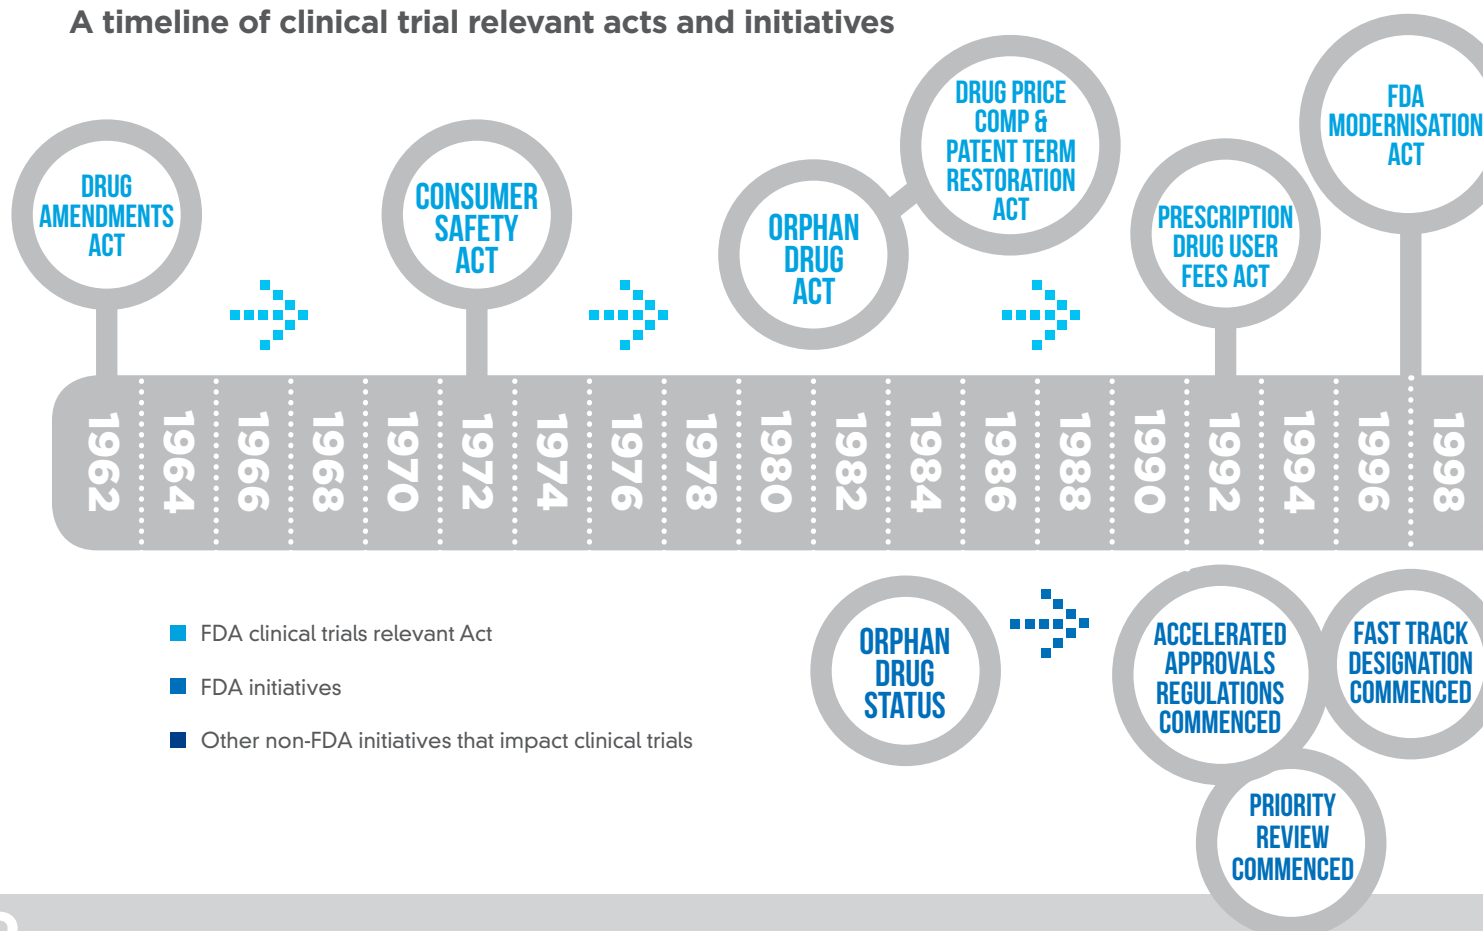 A timeline of clinical trial relevant acts and initiatives
DRUG
AMENDMENTS
ACT
CONSUMER
SAFETY
ACT
ORPHAN
DRUG
ACT
DRUG PRICE
COMP &
PATENT TERM
RESTORATION
ACT
PRESCRIPTION
DRUG USER
FEES ACT
FDA
MODERNISATION
ACT
1962
1964
1966
1968
1970
1972
1974
1976
1978
1980
1982
1984
1986
1988
1990
1992
1994
1996
1998
FDA clinical trials relevant Act
FDA initiatives
Other non-FDA initiatives that impact clinical trials
ORPHAN
DRUG
STATUS
ACCELERATED
APPROVALS
REGULATIONS
COMMENCED
FAST TRACK
DESIGNATION
COMMENCED
PRIORITY
REVIEW
COMMENCED